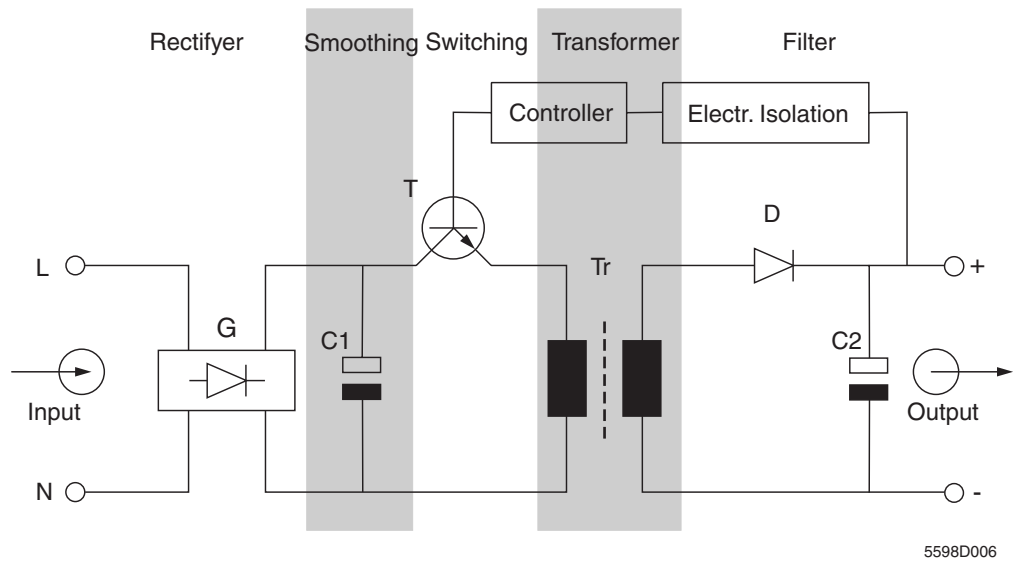 Rectifyer
Smoothing
Switching
Transformer
Filter
Controller
Electr. Isolation
T
D
L
Tr
+
G
C1
C2
Input
Output
N
-
5598D006